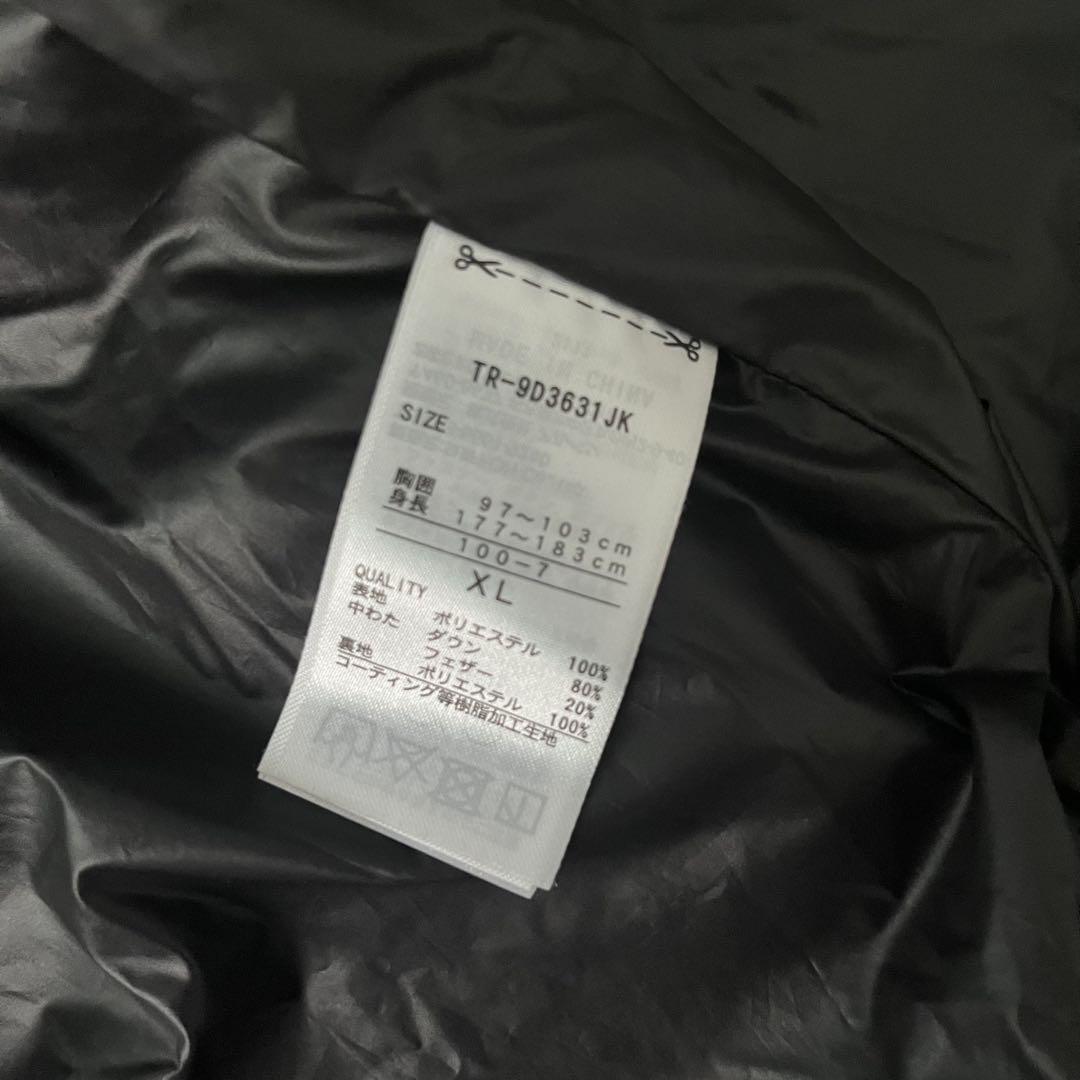 MADE IN CHINA
TR-9D3631JK
SIZE
胸囲 97〜103cm
身長 177〜183cm
100-7
XL
QUALITY
表地 ポリエステル 100%
中わた ダウン 80%
フェザー 20%
裏地 ポリエステル 100%
コーティング等樹脂加工生地